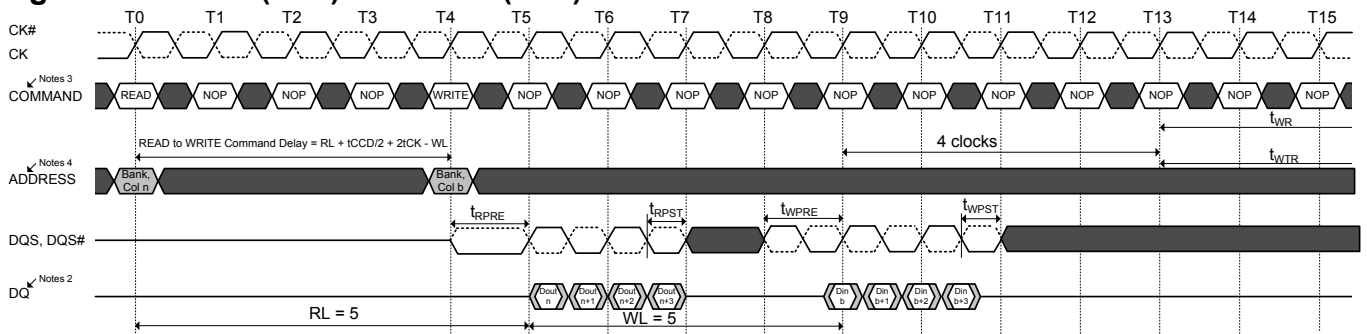 T0 T1 T2 T3 T4 T5 T6 T7 T8 T9 T10 T11 T12 T13 T14 T15
CK#
CK
Notes 3
COMMAND READ NOP NOP NOP WRITE NOP NOP NOP NOP NOP NOP NOP NOP NOP NOP NOP
tWR
READ to WRITE Command Delay = RL + tCCD/2 + 2tCK - WL
4 clocks
tWTR
Notes 4
ADDRESS Bank, Col n Bank, Col b
tRPRE tRPST tWPRE tWPST
DQS, DQS#
Notes 2
DQ Dout n Dout n+1 Dout n+2 Dout n+3 Din b Din b+1 Din b+2 Din b+3
RL = 5 WL = 5